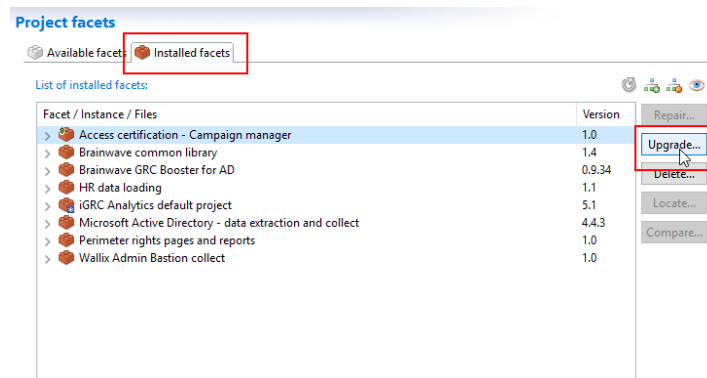 Project facets
Available facets Installed facets
List of installed facets:
Facet / Instance / Files Version
Access certification - Campaign manager 1.0
Brainwave common library 1.4
Brainwave GRC Booster for AD 0.9.34
HR data loading 1.1
iGRC Analytics default project 5.1
Microsoft Active Directory - data extraction and collect 4.4.3
Perimeter rights pages and reports 1.0
Wallix Admin Bastion collect 1.0
Repair...
Upgrade...
Delete...
Locate...
Compare...